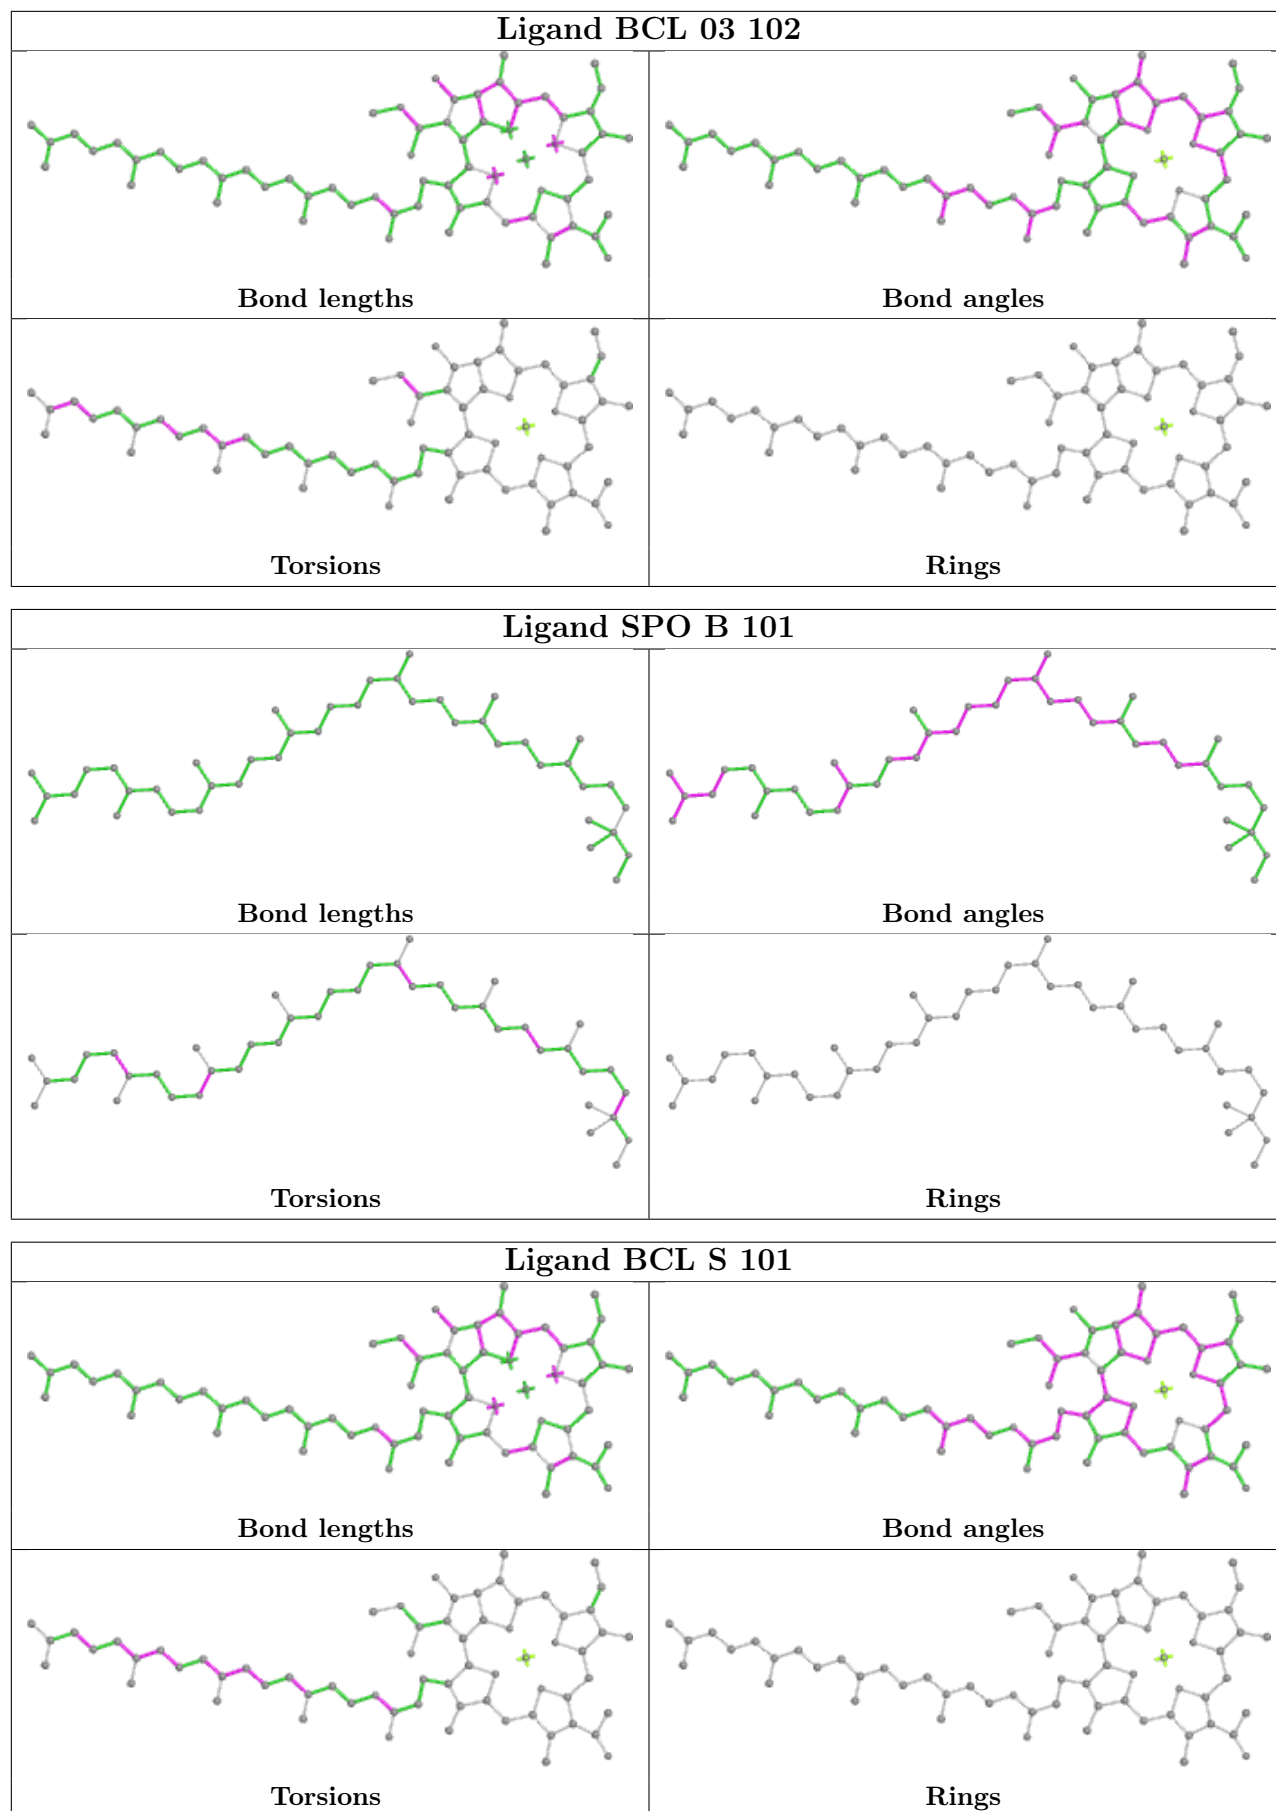 Ligand BCL 03 102
Bond lengths
Bond angles
Torsions
Rings
Ligand SPO B 101
Bond lengths
Bond angles
Torsions
Rings
Ligand BCL S 101
Bond lengths
Bond angles
Torsions
Rings